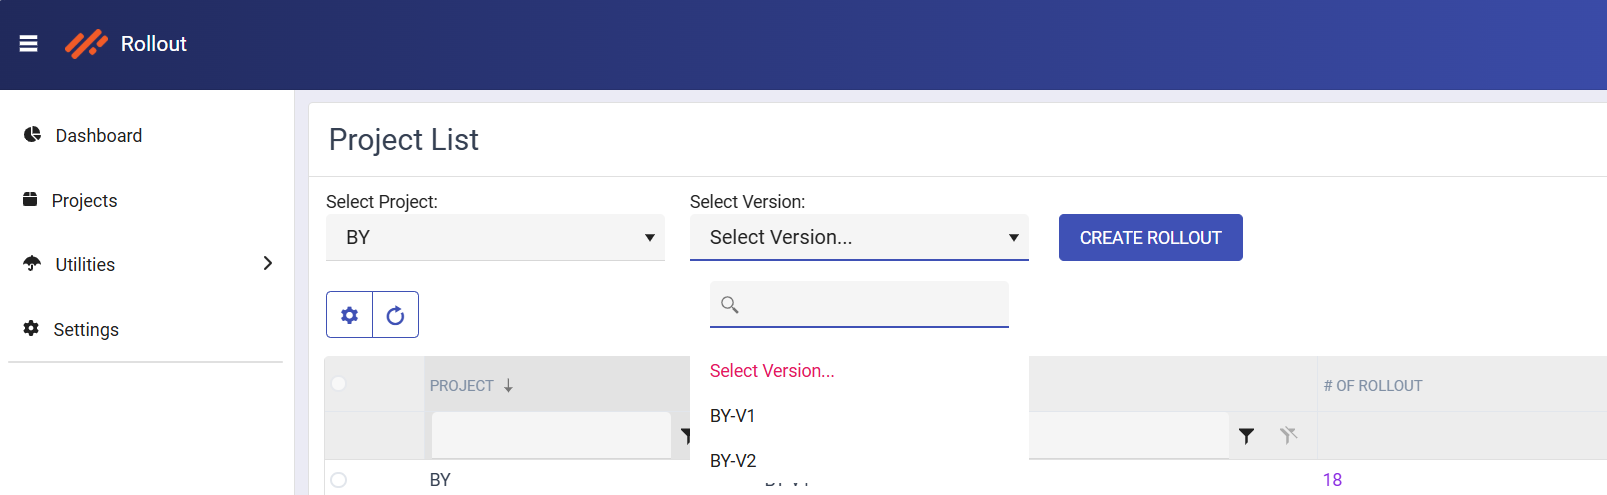 Rollout
Dashboard
Projects
Utilities
Settings
Project List
Select Project:
Select Version:
BY
Select Version...
CREATE ROLLOUT
Select Version...
BY-V1
BY-V2
PROJECT
# OF ROLLOUT
BY
18